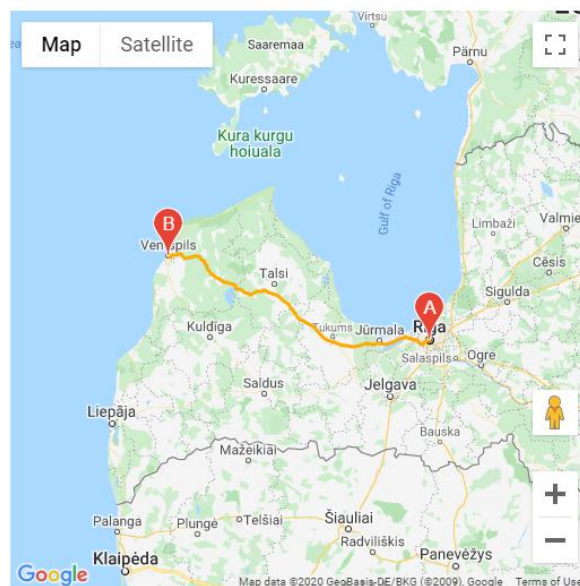 Map
Satellite
Virtsu
Saaremaa
Pärnu
Kuressaare
Kura kurgu
hoiuala
Gulf of Riga
Limbaži
Valmie
B
Ventspils
Cēsis
Talsi
A
Sigulda
Kuldīga
Tukums
Jūrmala
Rīga
Salaspils
Ogre
Saldus
Jelgava
Liepāja
Bauska
Mažeikiai
Palanga
Plungė
Telšiai
Šiauliai
Radviliškis
Klaipėda
Panevėžys
Google
Map data ©2020 GeoBasis-DE/BKG (©2009), Google
Terms of Us